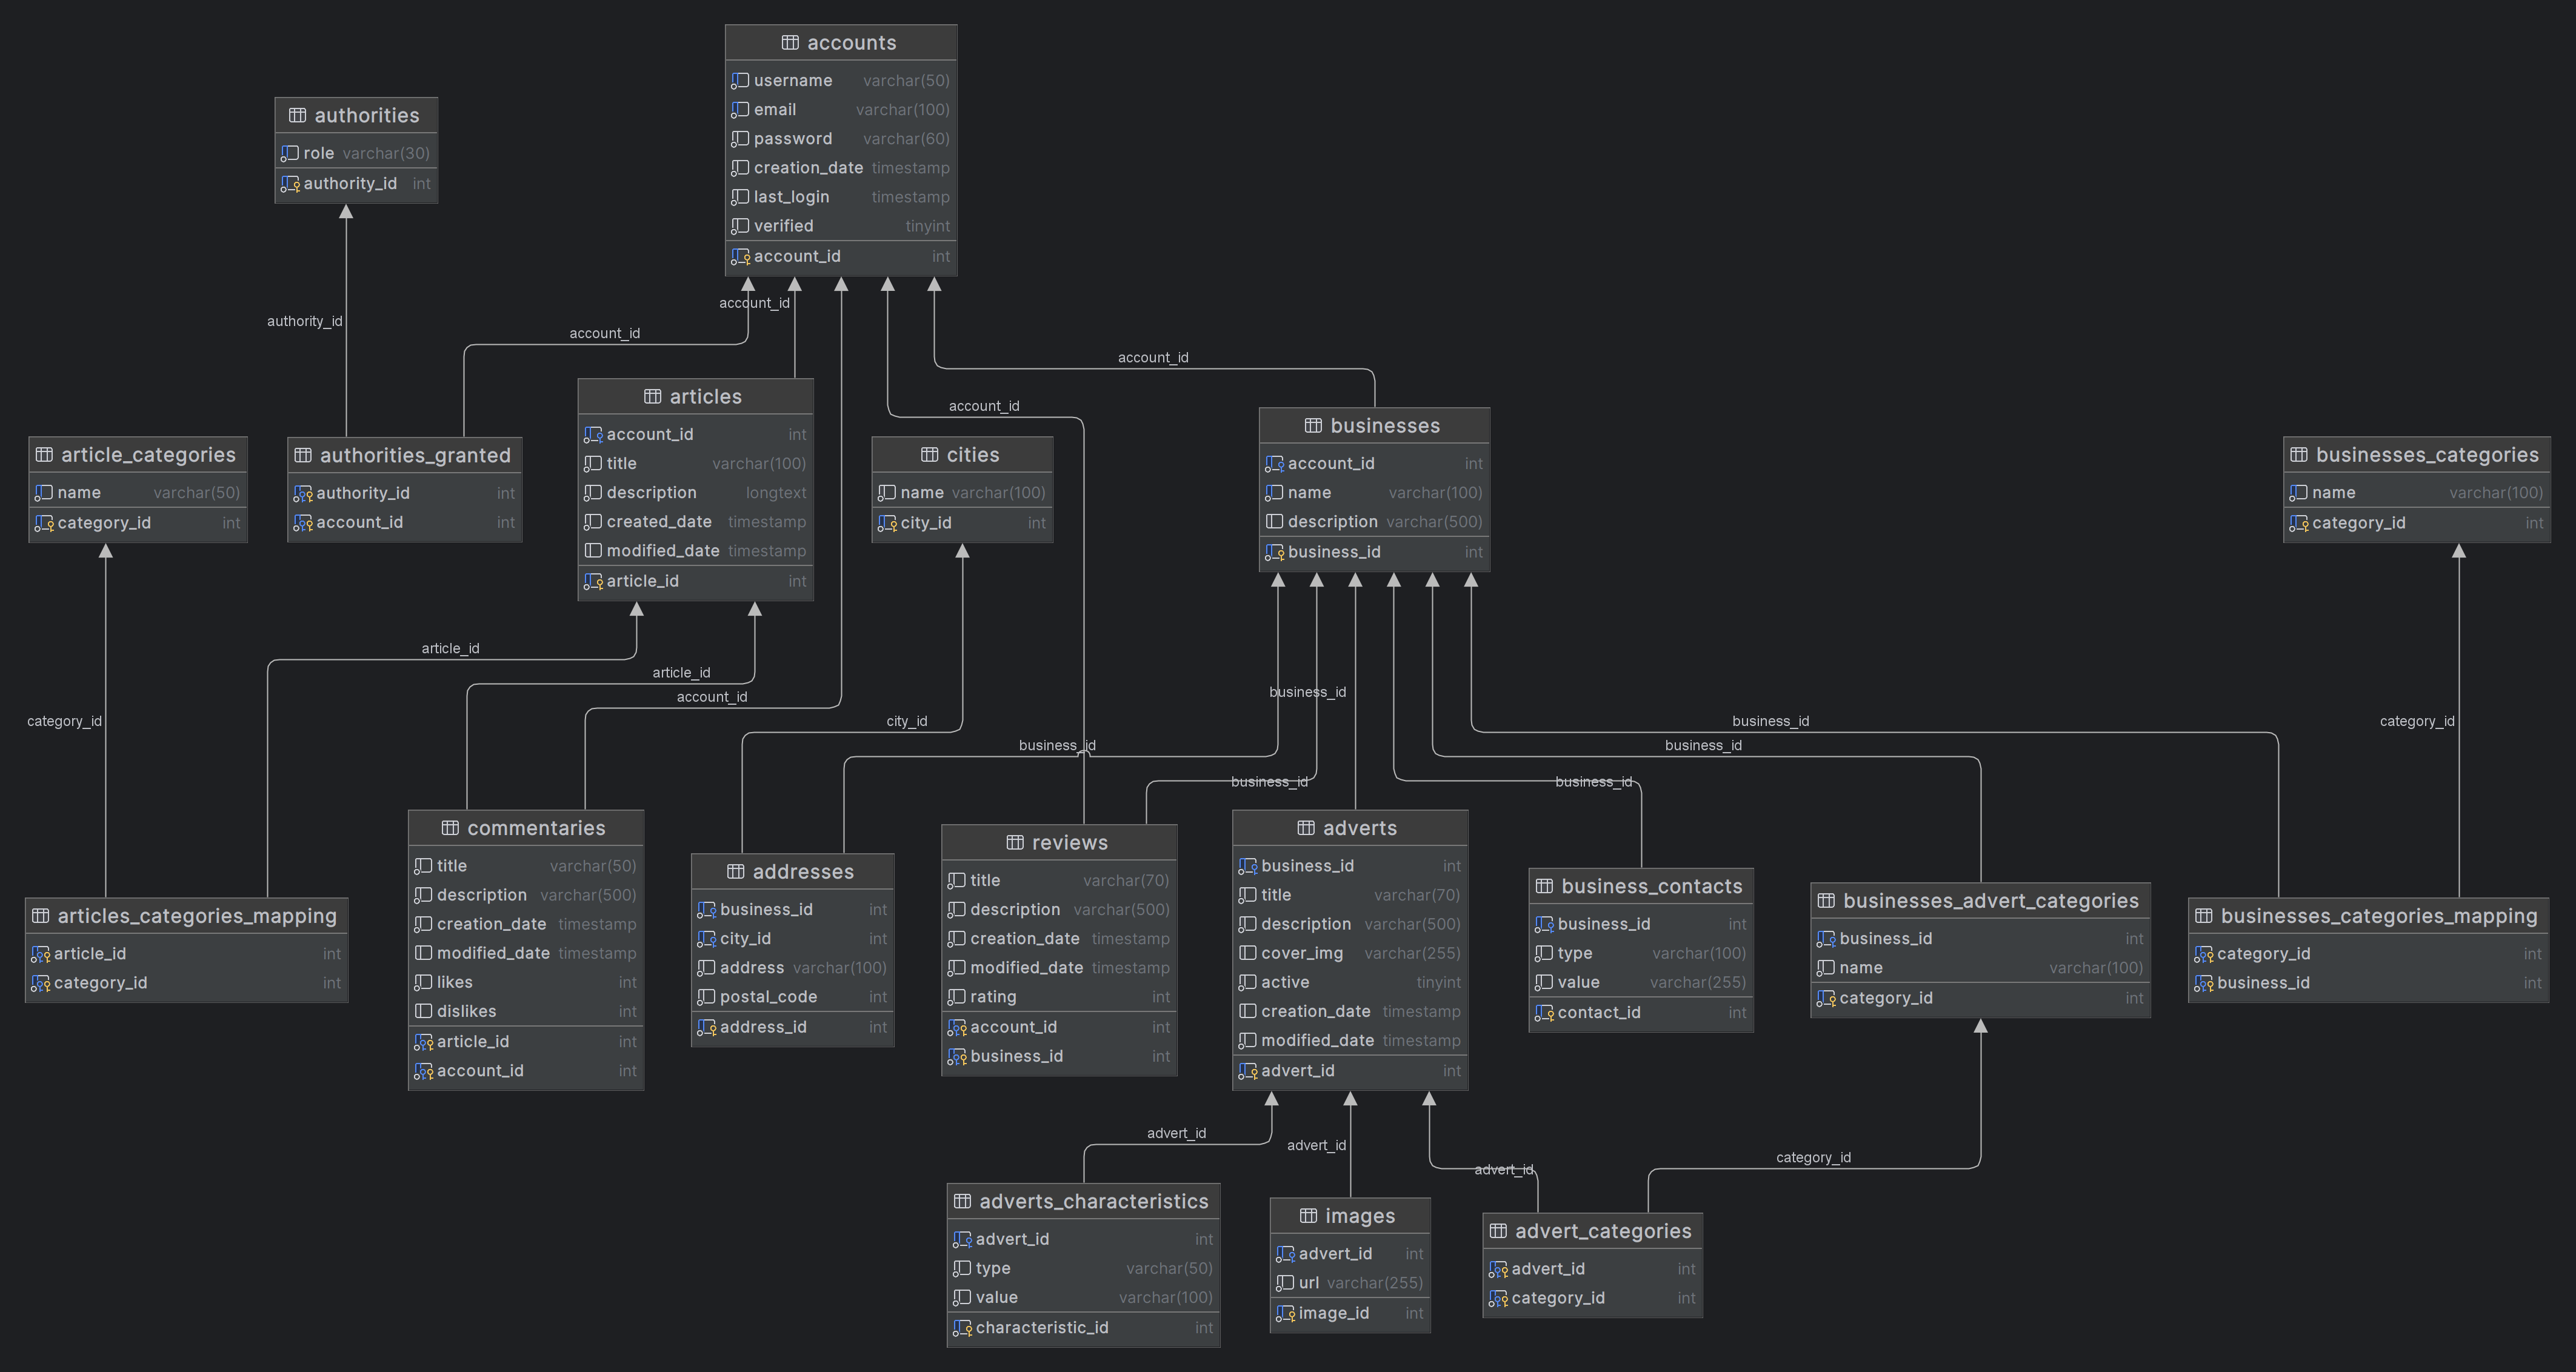 accounts
username varchar(50)
email varchar(100)
password varchar(60)
creation_date timestamp
last_login timestamp
verified tinyint
account_id int
authorities
role varchar(30)
authority_id int
account_id
authority_id
account_id
account_id
account_id
articles
account_id int
title varchar(100)
description longtext
created_date timestamp
modified_date timestamp
article_id int
businesses
account_id int
name varchar(100)
description varchar(500)
business_id int
article_categories
name varchar(50)
category_id int
authorities_granted
authority_id int
account_id int
cities
name varchar(100)
city_id int
businesses_categories
name varchar(100)
category_id int
article_id
article_id
account_id
business_id
category_id
city_id
business_id
category_id
business_id
business_id
business_id
business_id
commentaries
title varchar(50)
description varchar(500)
creation_date timestamp
modified_date timestamp
likes int
dislikes int
article_id int
account_id int
adverts
business_id int
title varchar(70)
description varchar(500)
cover_img varchar(255)
active tinyint
creation_date timestamp
modified_date timestamp
advert_id int
reviews
title varchar(70)
description varchar(500)
creation_date timestamp
modified_date timestamp
rating int
account_id int
business_id int
addresses
business_id int
city_id int
address varchar(100)
postal_code int
address_id int
business_contacts
business_id int
type varchar(100)
value varchar(255)
contact_id int
businesses_advert_categories
business_id int
name varchar(100)
category_id int
articles_categories_mapping
article_id int
category_id int
businesses_categories_mapping
category_id int
business_id int
advert_id
advert_id
category_id
advert_id
adverts_characteristics
advert_id int
type varchar(50)
value varchar(100)
characteristic_id int
images
advert_id int
url varchar(255)
image_id int
advert_categories
advert_id int
category_id int